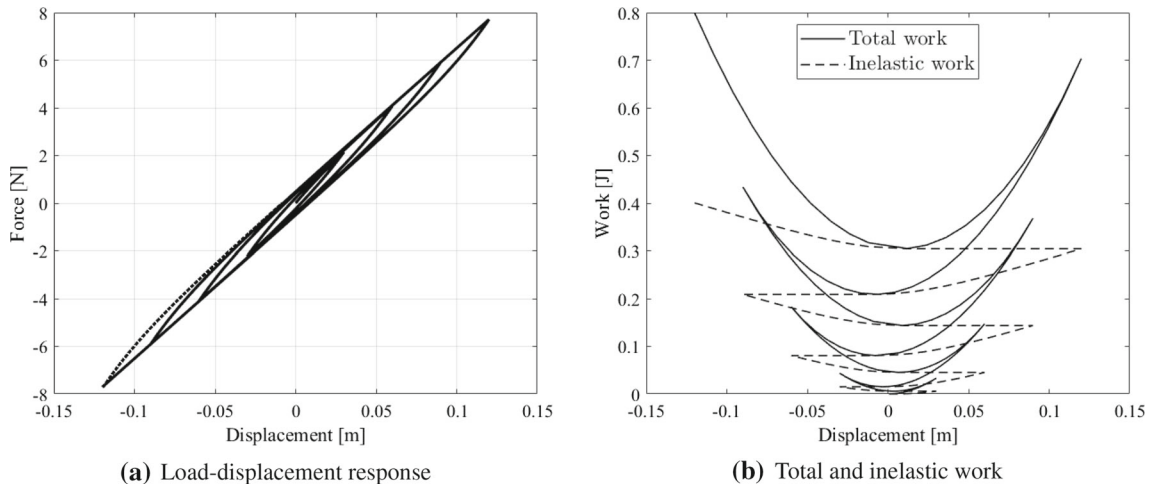 8
6
4
2
0
-2
-4
-6
-8
Force [N]
-0.15 -0.1 -0.05 0 0.05 0.1 0.15
Displacement [m]
(a) Load-displacement response
0.8
0.7
0.6
0.5
0.4
0.3
0.2
0.1
0
Work [J]
Total work
Inelastic work
-0.15 -0.1 -0.05 0 0.05 0.1 0.15
Displacement [m]
(b) Total and inelastic work